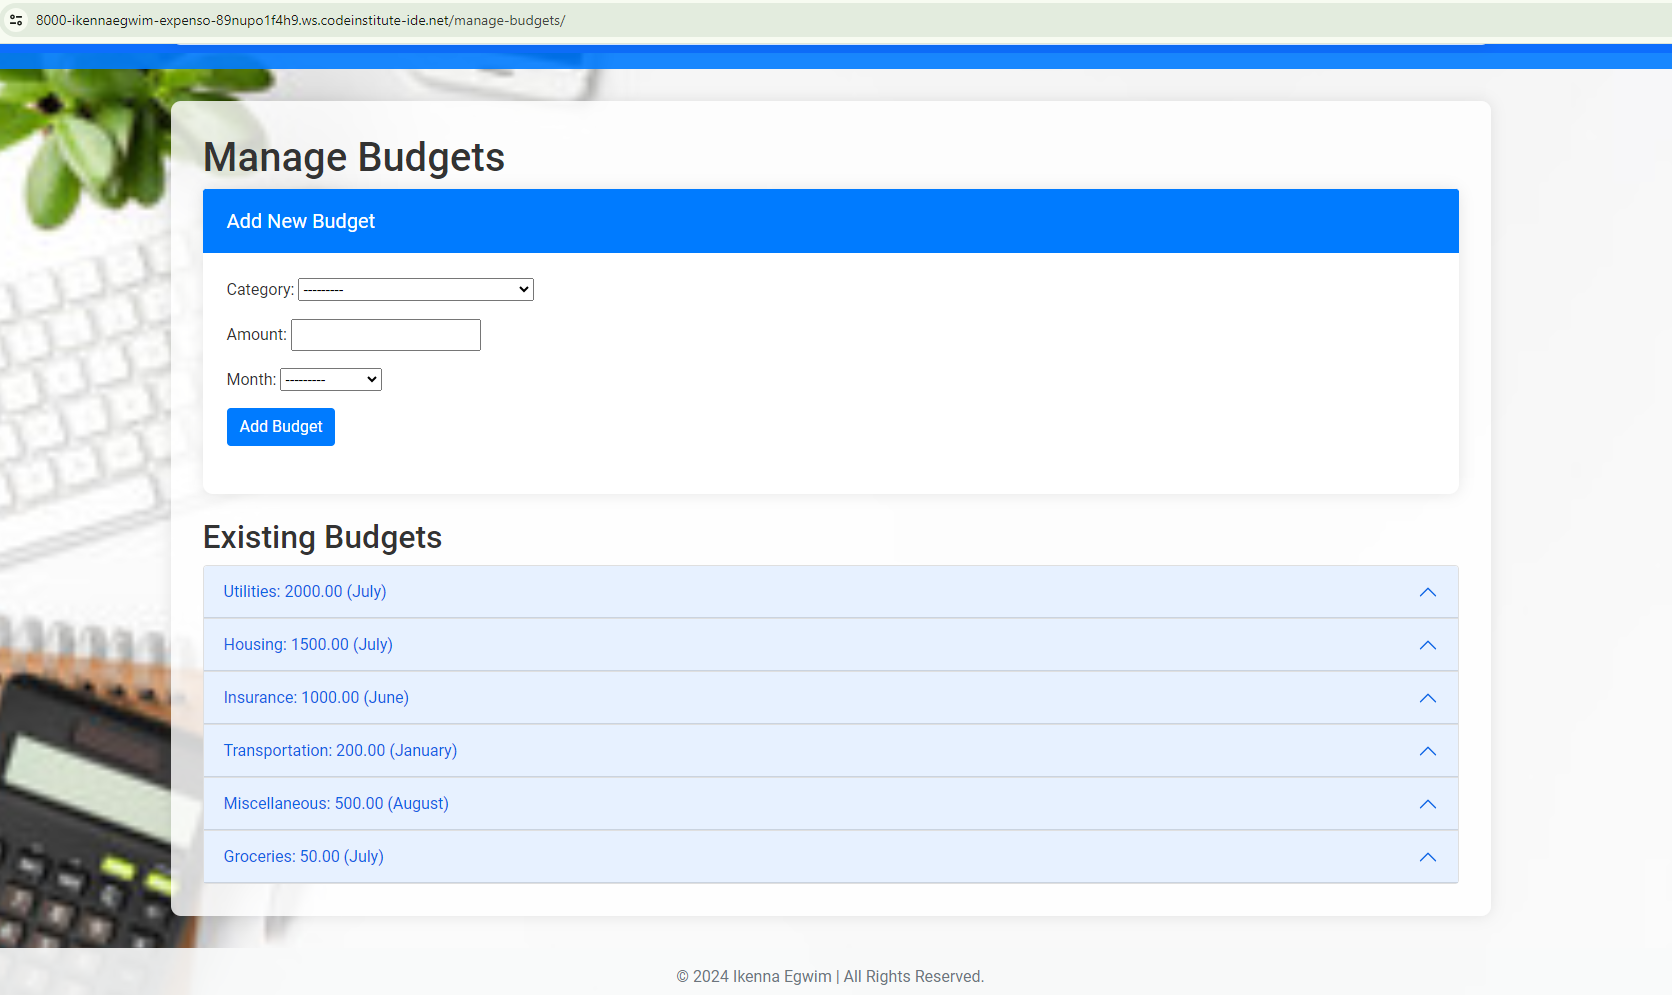 8000-ikennaegwim-expenso-89nupo1f4h9.ws.codeinstitute-ide.net/manage-budgets/
Manage Budgets
Add New Budget
Category: ---------
Amount:
Month: ---------
Add Budget
Existing Budgets
Utilities: 2000.00 (July)
Housing: 1500.00 (July)
Insurance: 1000.00 (June)
Transportation: 200.00 (January)
Miscellaneous: 500.00 (August)
Groceries: 50.00 (July)
© 2024 Ikenna Egwim | All Rights Reserved.